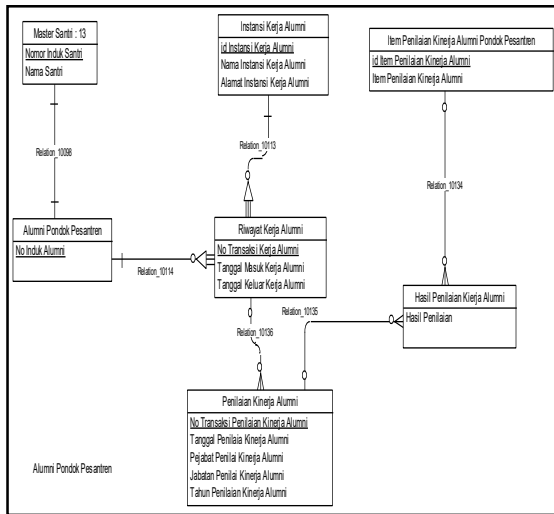 Master Santri : 13
Nomor Induk Santri
Nama Santri
Instansi Kerja Alumni
id Instansi Kerja Alumni
Nama Instansi Kerja Alumni
Alamat Instansi Kerja Alumni
Item Penilaian Kinerja Alumni Pondok Pesantren
id Item Penilaian Kinerja Alumni
Item Penilaian Kinerja Alumni
Relation_10098
Relation_10113
Relation_10134
Alumni Pondok Pesantren
No Induk Alumni
Relation_10114
Riwayat Kerja Alumni
No Transaksi Kerja Alumni
Tanggal Masuk Kerja Alumni
Tanggal Keluar Kerja Alumni
Hasil Penilaian Kierja Alumni
Hasil Penilaian
Relation_10135
Relation_10136
Penilaian Kinerja Alumni
No Transaksi Penilaian Kinerja Alumni
Tanggal Penilaia Kinerja Alumni
Pejabat Penilai Kinerja Alumni
Jabatan Penilai Kinerja Alumni
Tahun Penilaian Kinerja Alumni
Alumni Pondok Pesantren